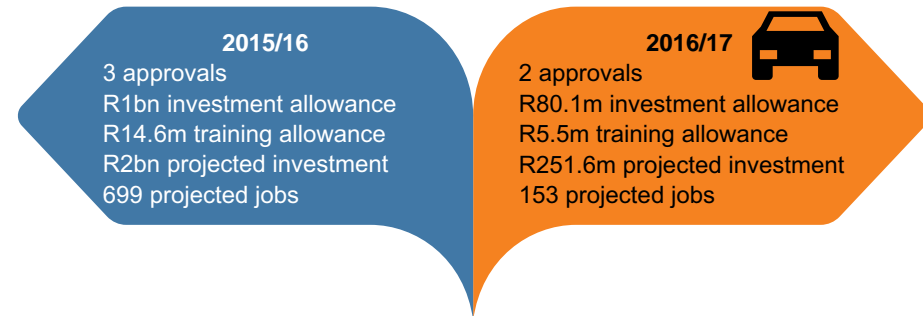 2015/16
3 approvals
R1bn investment allowance
R14.6m training allowance
R2bn projected investment
699 projected jobs
2016/17
2 approvals
R80.1m investment allowance
R5.5m training allowance
R251.6m projected investment
153 projected jobs